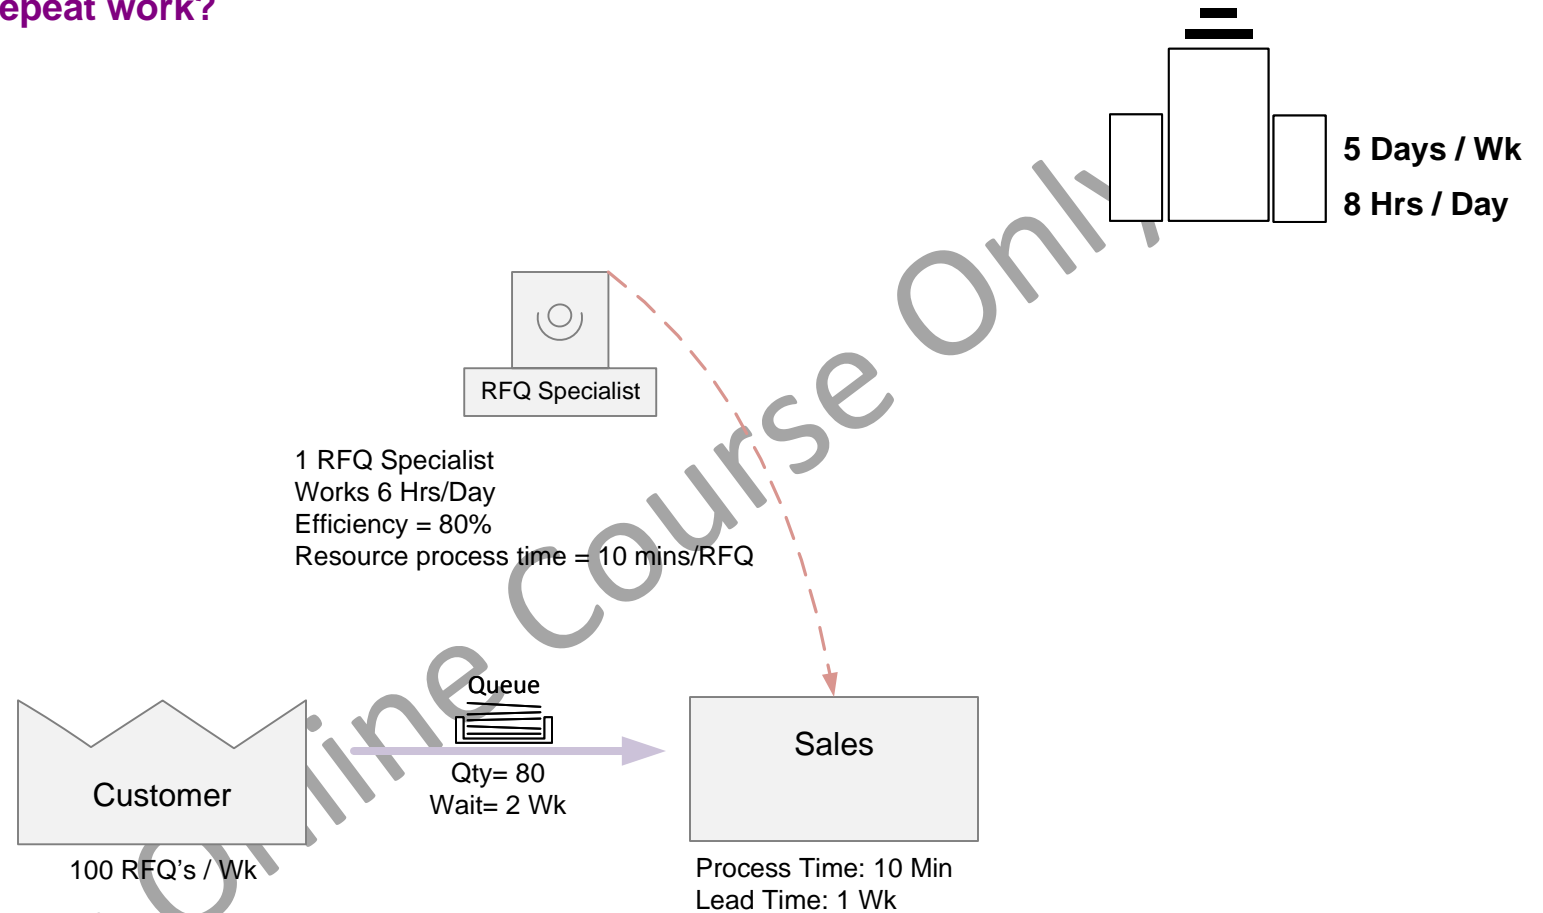 epeat work?
5 Days / Wk
8 Hrs / Day
RFQ Specialist
1 RFQ Specialist
Works 6 Hrs/Day
Efficiency = 80%
Resource process time = 10 mins/RFQ
Queue
Qty= 80
Wait= 2 Wk
Customer
100 RFQ's / Wk
Sales
Process Time: 10 Min
Lead Time: 1 Wk
Online Course Only